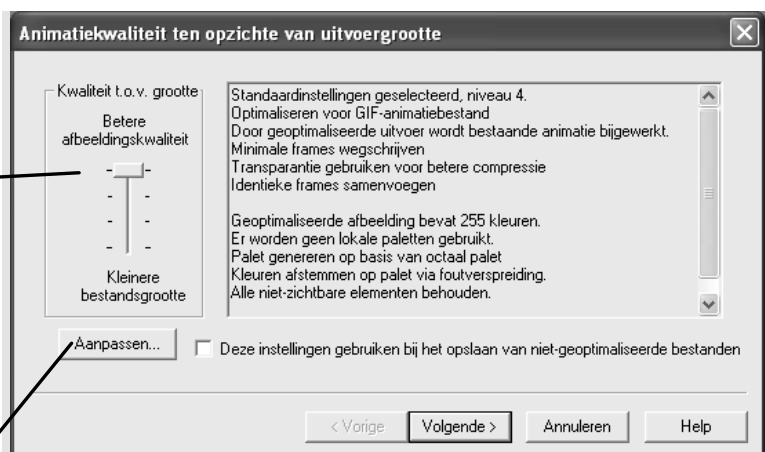 Animatiekwaliteit ten opzichte van uitvoergrootte
Kwaliteit t.o.v. grootte
Betere
afbeeldingskwaliteit
Kleinere
bestandsgrootte
Standaardinstellingen geselecteerd, niveau 4.
Optimaliseren voor GIF-animatiebestand
Door geoptimaliseerde uitvoer wordt bestaande animatie bijgewerkt.
Minimale frames wegschrijven
Transparantie gebruiken voor betere compressie
Identieke frames samenvoegen
Geoptimaliseerde afbeelding bevat 255 kleuren.
Er worden geen lokale paletten gebruikt.
Palet genereren op basis van octaal palet
Kleuren afstemmen op palet via foutverspreiding.
Alle niet-zichtbare elementen behouden.
Aanpassen...
Deze instellingen gebruiken bij het opslaan van niet-geoptimaliseerde bestanden
< Vorige
Volgende >
Annuleren
Help